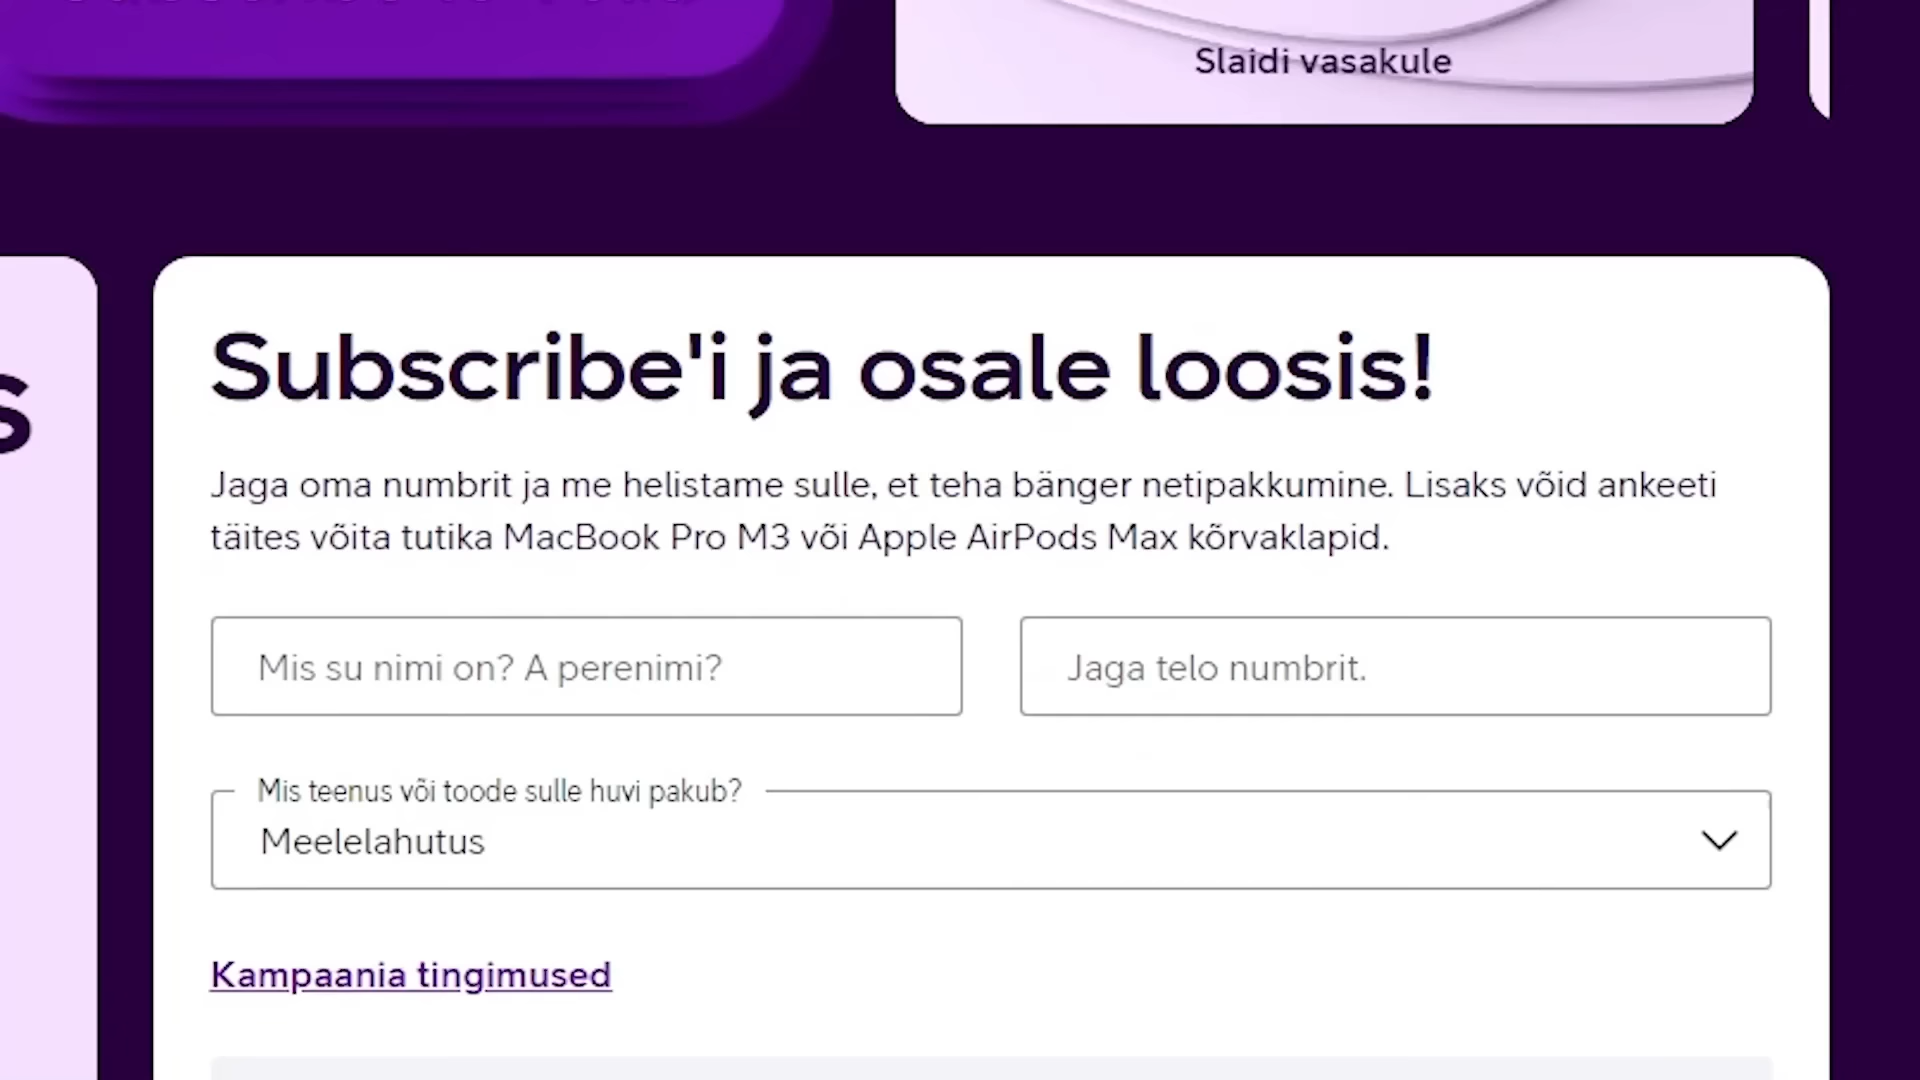 Slaidi vasakule
Subscribe'i ja osale loosis!
Jaga oma numbrit ja me helistame sulle, et teha bänger netipakkumine. Lisaks võid ankeeti
täites võita tutika MacBook Pro M3 või Apple AirPods Max kõrvaklapid.
Mis su nimi on? A perenimi?
Jaga telo numbrit.
Mis teenus või toode sulle huvi pakub?
Meelelahutus
Kampaania tingimused